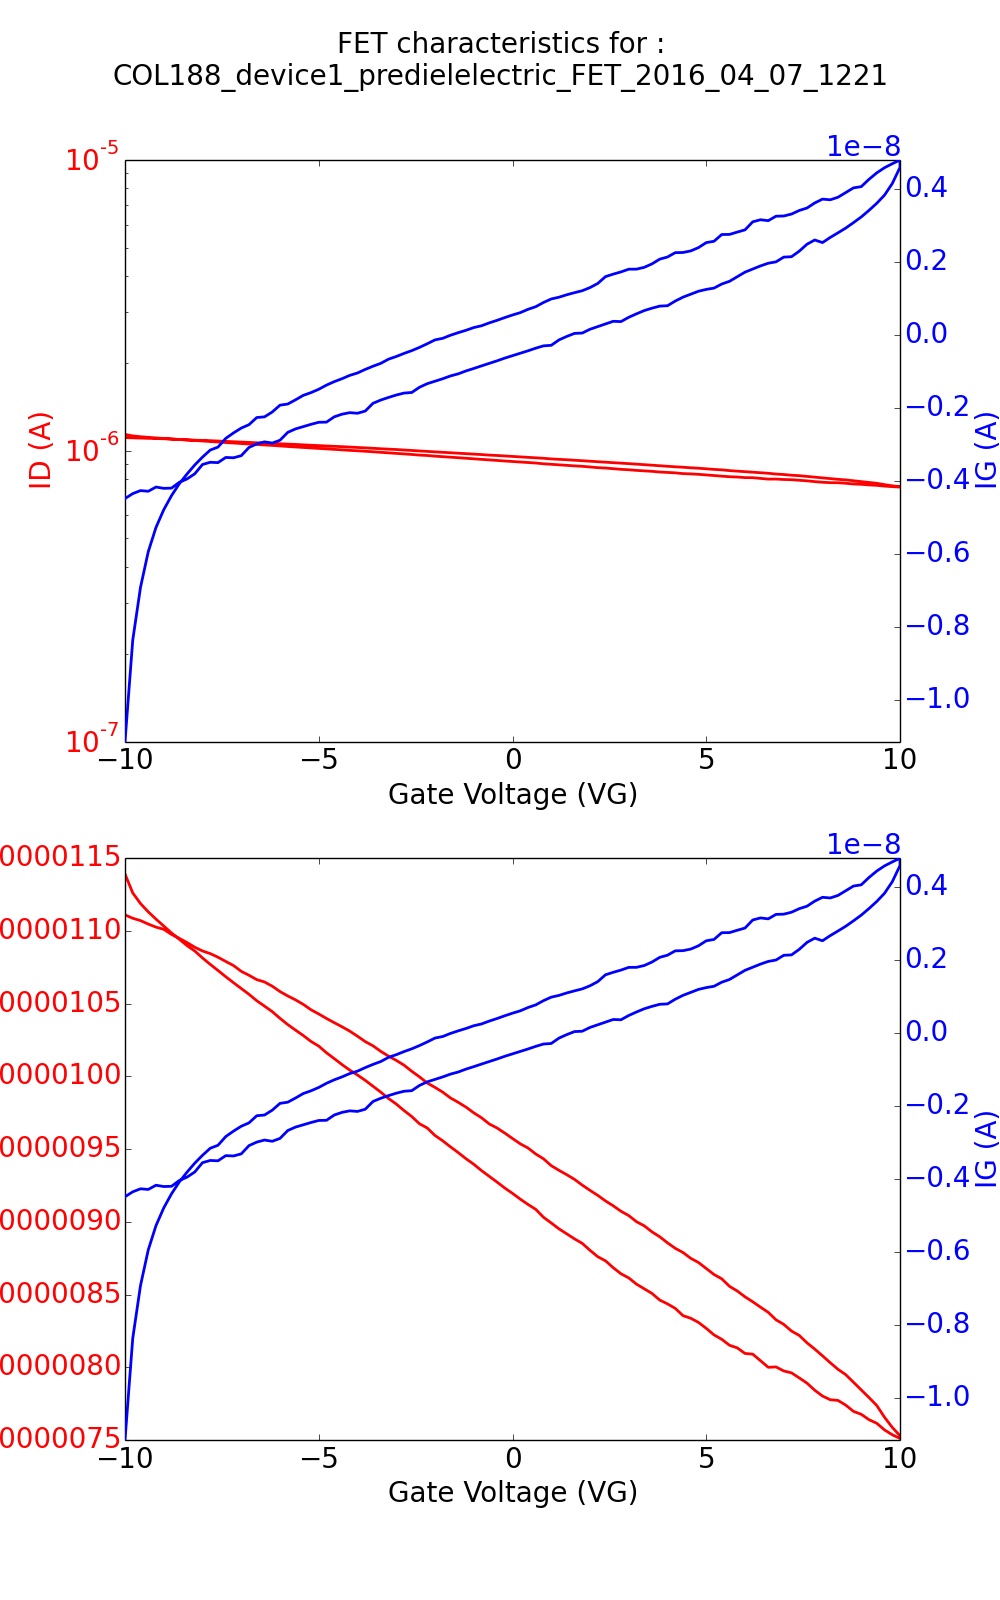 FET characteristics for :
COL188_device1_predielelectric_FET_2016_04_07_1221
1e−8
10^-5
10^-6
10^-7
ID (A)
0.4
0.2
0.0
−0.2
−0.4
−0.6
−0.8
−1.0
IG (A)
−10 −5 0 5 10
Gate Voltage (VG)
1e−8
0000115
0000110
0000105
0000100
0000095
0000090
0000085
0000080
0000075
0.4
0.2
0.0
−0.2
−0.4
−0.6
−0.8
−1.0
IG (A)
−10 −5 0 5 10
Gate Voltage (VG)